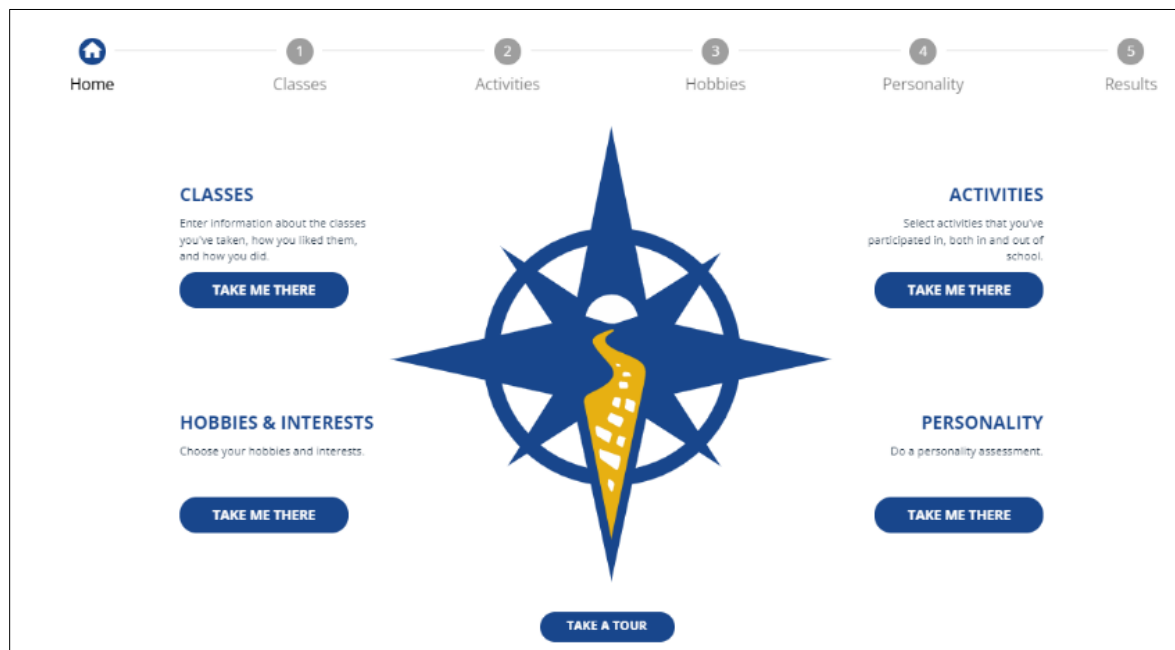 1
2
3
4
5
Home
Classes
Activities
Hobbies
Personality
Results
CLASSES
Enter information about the classes
you've taken, how you liked them,
and how you did.
TAKE ME THERE
ACTIVITIES
Select activities that you've
participated in, both in and out of
school.
TAKE ME THERE
HOBBIES & INTERESTS
Choose your hobbies and interests.
TAKE ME THERE
PERSONALITY
Do a personality assessment.
TAKE ME THERE
TAKE A TOUR